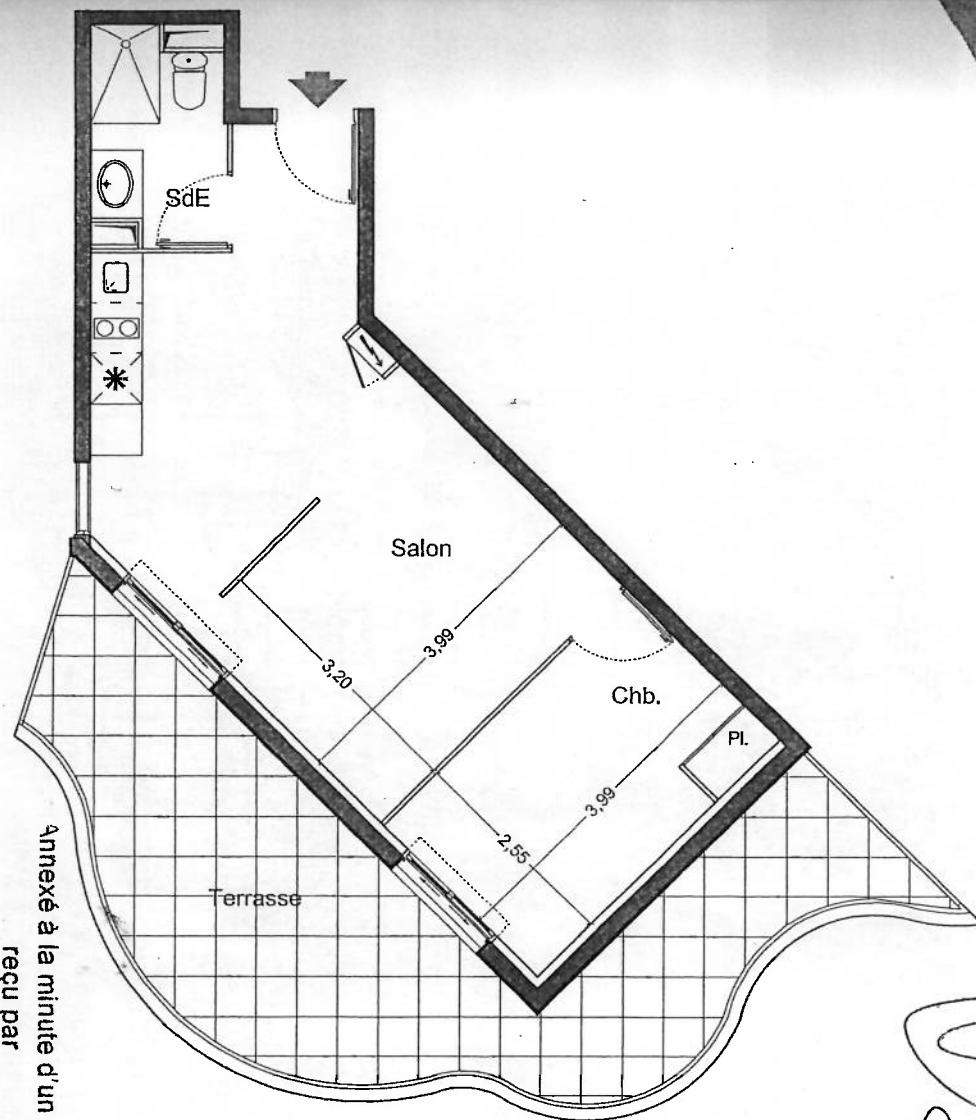 SdE
Salon
3,99
3,20
Chb.
Pl.
3,99
2,55
Terrasse
Annexé à la minute d'un
reçu par